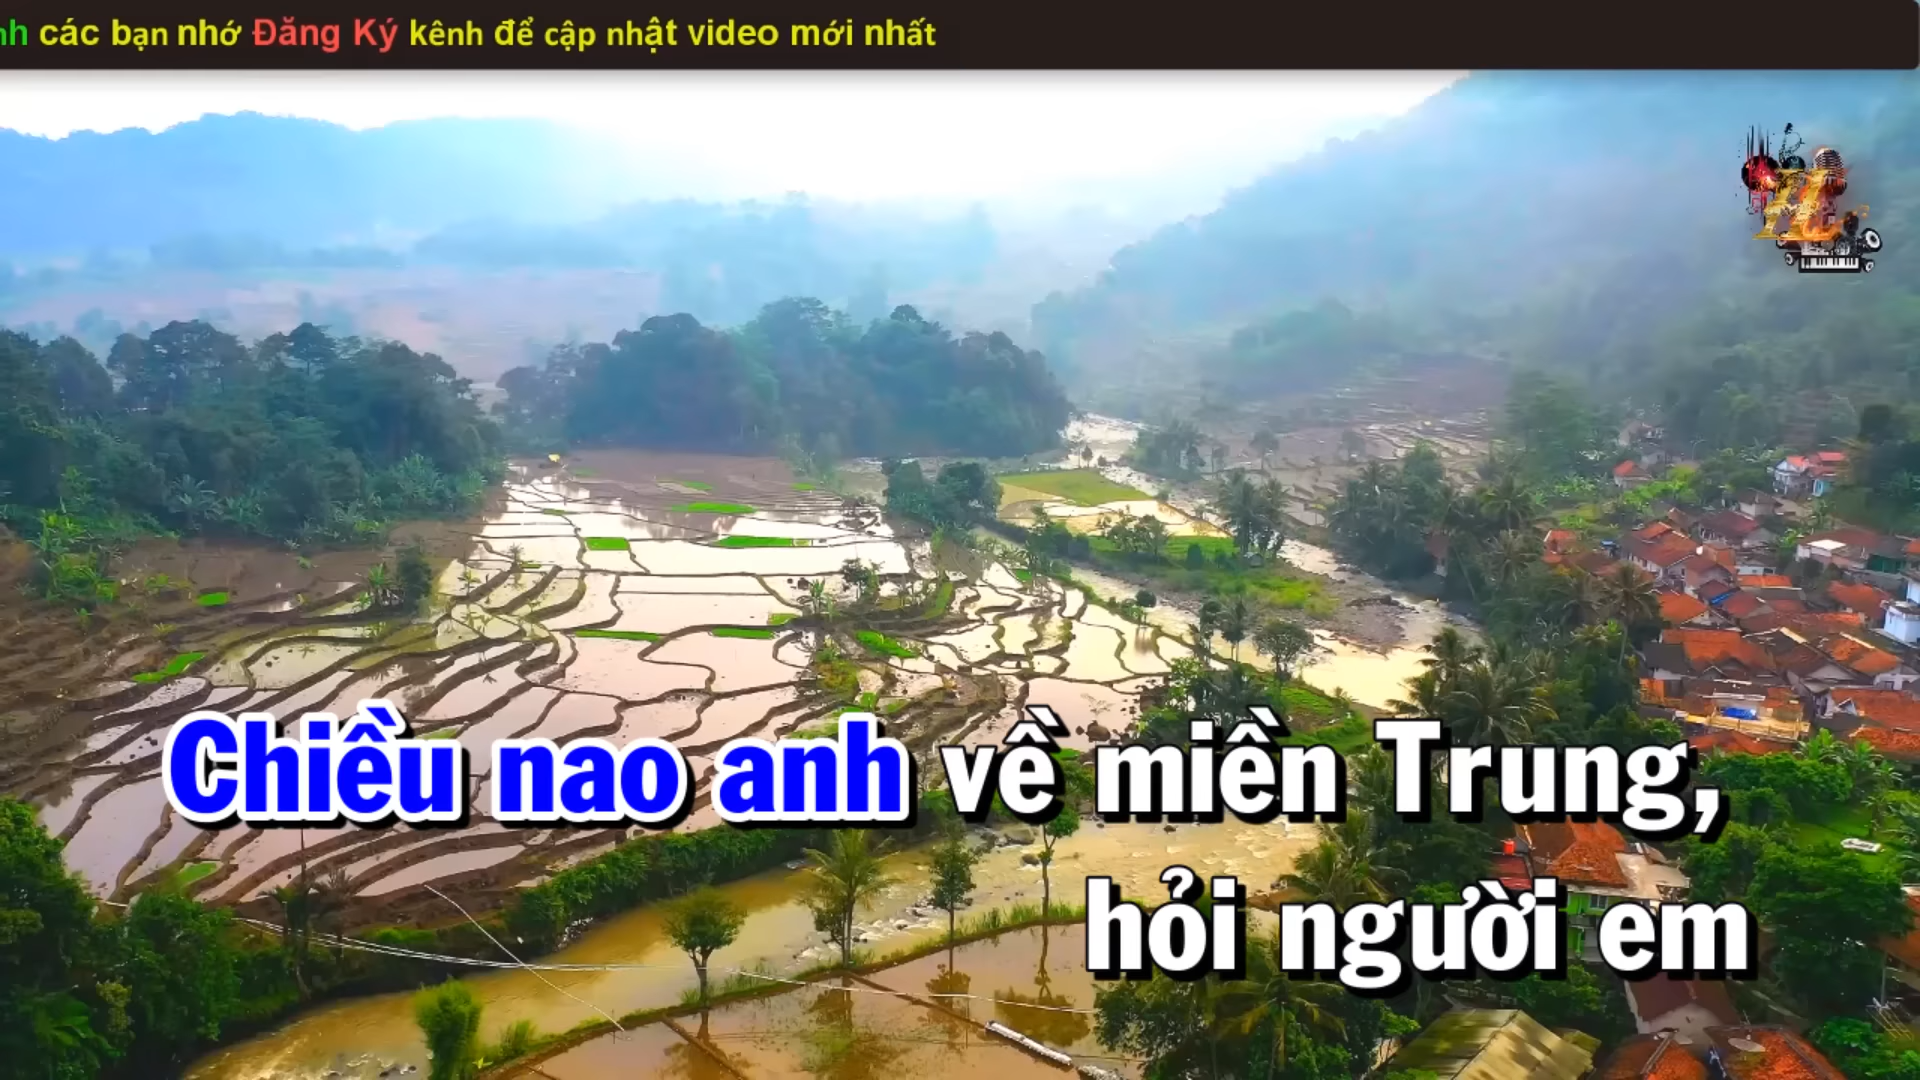 các bạn nhớ Đăng Ký kênh để cập nhật video mới nhất
Chiều nao anh về miền Trung,
hỏi người em